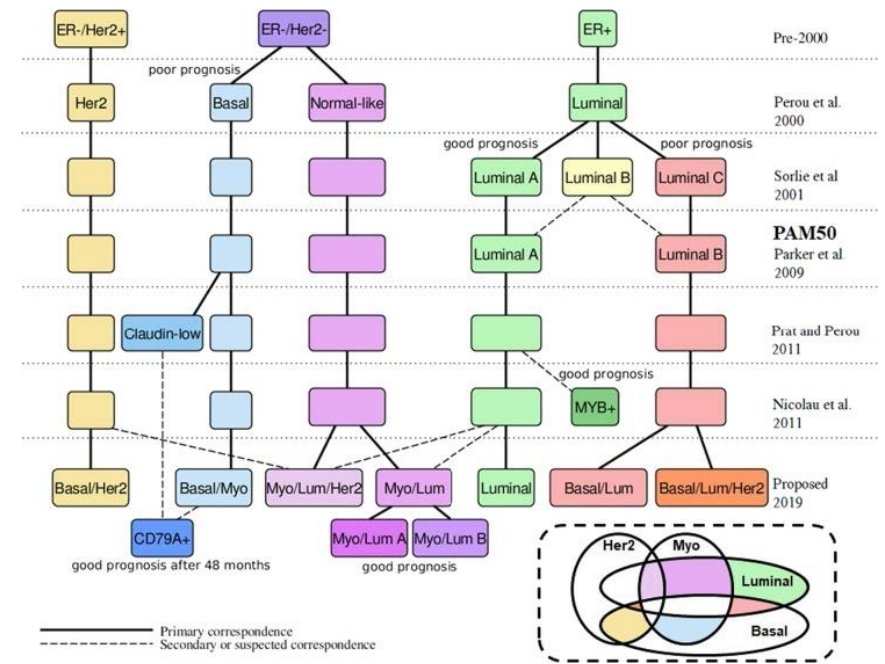 ER-/Her2+
ER-/Her2-
ER+
Pre-2000
poor prognosis
Her2
Basal
Normal-like
Luminal
Perou et al.
2000
good prognosis
poor prognosis
Luminal A
Luminal B
Luminal C
Sorlie et al
2001
PAM50
Luminal A
Luminal B
Parker et al
2009
Claudin-low
Prat and Perou
2011
good prognosis
MYB+
Nicolau et al.
2011
Basal/Her2
Basal/Myo
Myo/Lum/Her2
Myo/Lum
Luminal
Basal/Lum
Basal/Lum/Her2
Proposed
2019
CD79A+
Myo/Lum A
Myo/Lum B
good prognosis after 48 months
good prognosis
Her2
Myo
Luminal
Basal
Primary correspondence
Secondary or suspected correspondence